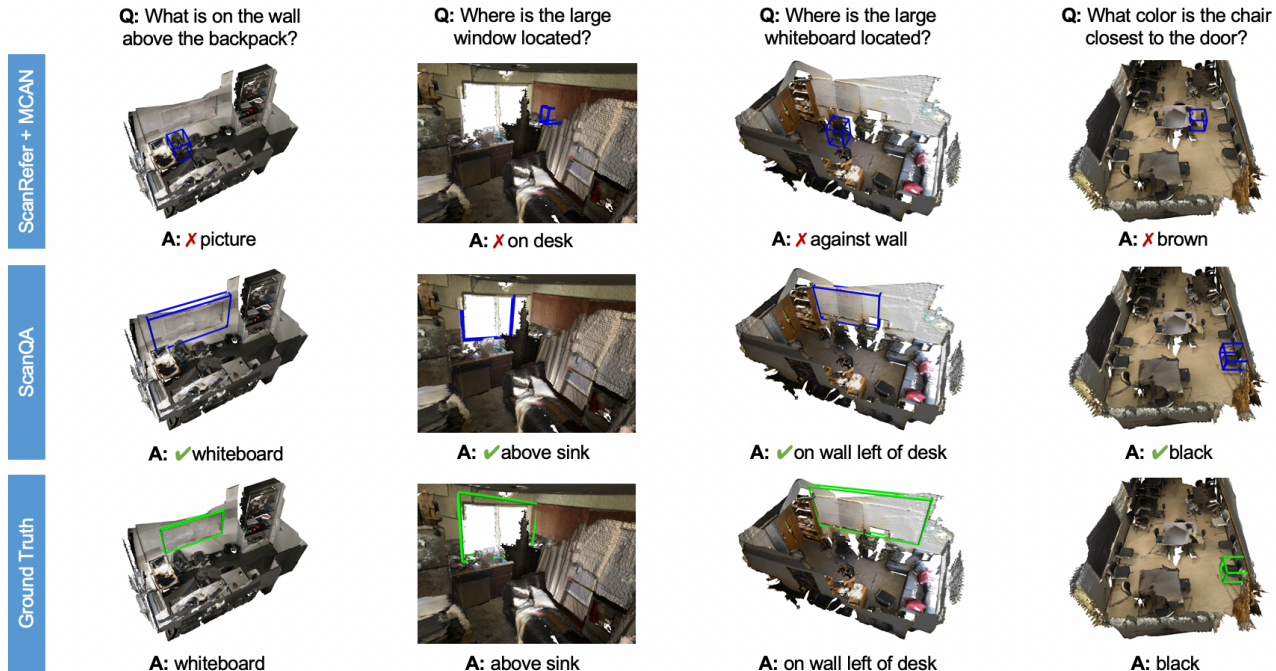 Q: What is on the wall
above the backpack?
Q: Where is the large
window located?
Q: Where is the large
whiteboard located?
Q: What color is the chair
closest to the door?
ScanRefer + MCAN
A: ✗ picture
A: ✗ on desk
A: ✗ against wall
A: ✗ brown
ScanQA
A: ✔ whiteboard
A: ✔ above sink
A: ✔ on wall left of desk
A: ✔ black
Ground Truth
A: whiteboard
A: above sink
A: on wall left of desk
A: black